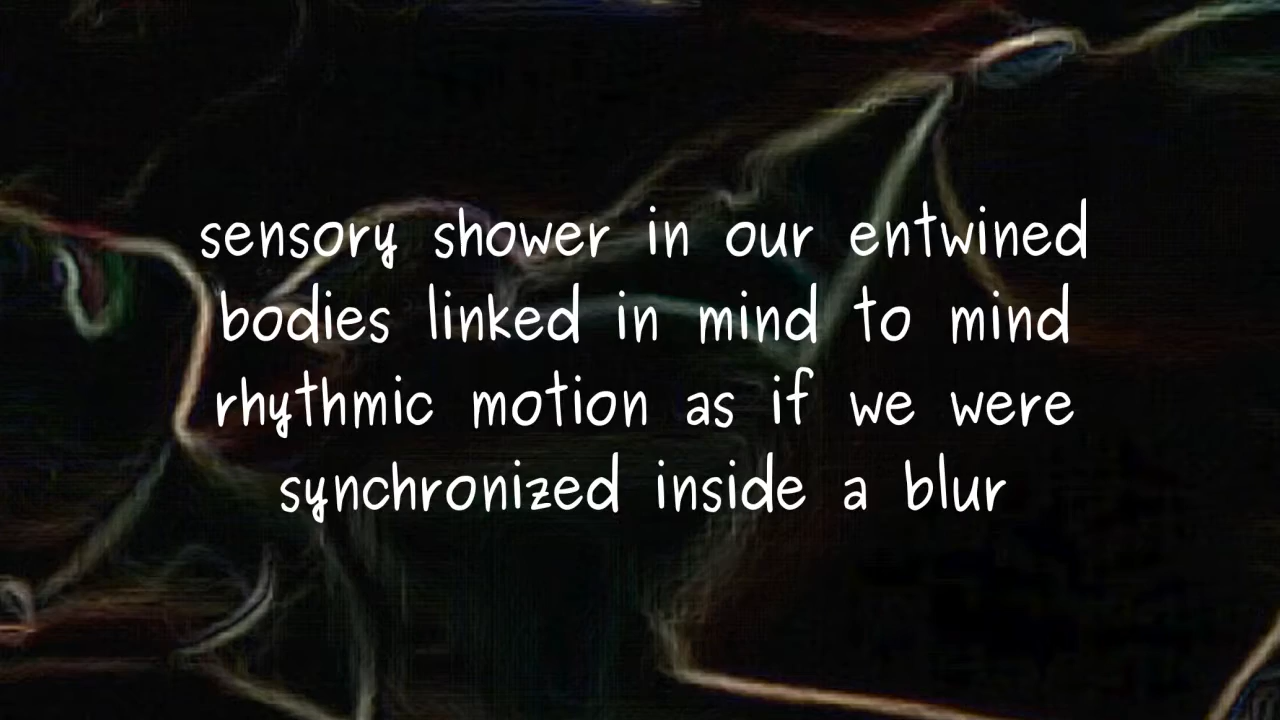 sensory shower in our entwined
bodies linked in mind to mind
rhythmic motion as if we were
synchronized inside a blur